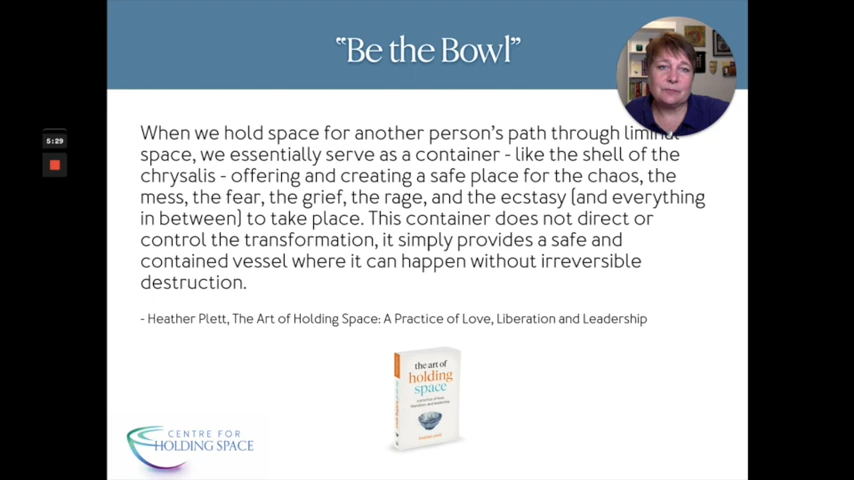 “Be the Bowl”
5:29
When we hold space for another person’s path through liminal
space, we essentially serve as a container - like the shell of the
chrysalis - offering and creating a safe place for the chaos, the
mess, the fear, the grief, the rage, and the ecstasy (and everything
in between) to take place. This container does not direct or
control the transformation, it simply provides a safe and
contained vessel where it can happen without irreversible
destruction.
- Heather Plett, The Art of Holding Space: A Practice of Love, Liberation and Leadership
the art of
holding
space
CENTRE FOR
HOLDING SPACE